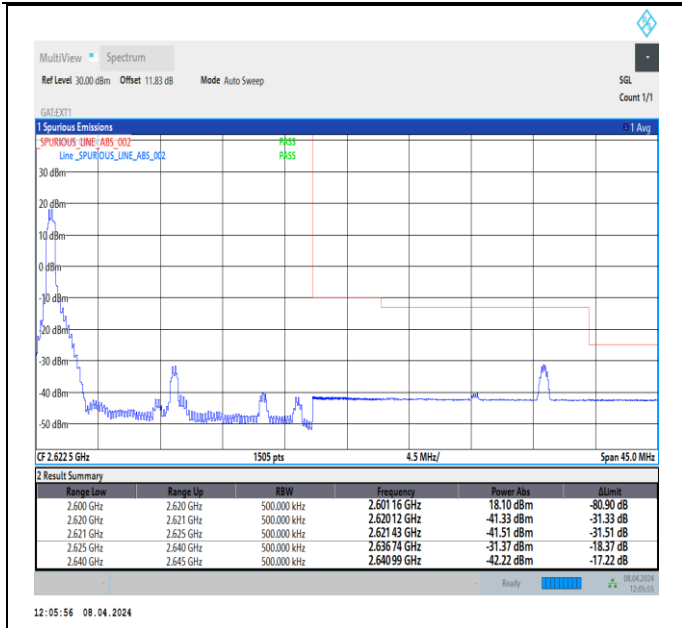 MultiView Spectrum
Ref Level 30.00 dBm Offset 11.83 dB Mode Auto Sweep SGL
Count 1/1
GAT:EXT1
1 Spurious Emissions 1 Avg
_SPURIOUS_LINE_ABS_002 PASS
Line _SPURIOUS_LINE_ABS_002 PASS
30 dBm
20 dBm
10 dBm
0 dBm
-10 dBm
-20 dBm
-30 dBm
-40 dBm
-50 dBm
CF 2.622 5 GHz 1505 pts 4.5 MHz/ Span 45.0 MHz
2 Result Summary
Range Low Range Up RBW Frequency Power Abs ΔLimit
2.600 GHz 2.620 GHz 500.000 kHz 2.601 16 GHz 18.10 dBm -80.90 dB
2.620 GHz 2.621 GHz 500.000 kHz 2.620 12 GHz -41.33 dBm -31.33 dB
2.621 GHz 2.625 GHz 500.000 kHz 2.621 43 GHz -41.51 dBm -31.51 dB
2.625 GHz 2.640 GHz 500.000 kHz 2.636 74 GHz -31.37 dBm -18.37 dB
2.640 GHz 2.645 GHz 500.000 kHz 2.640 99 GHz -42.22 dBm -17.22 dB
Ready 08.04.2024
12:05:55
12:05:56 08.04.2024